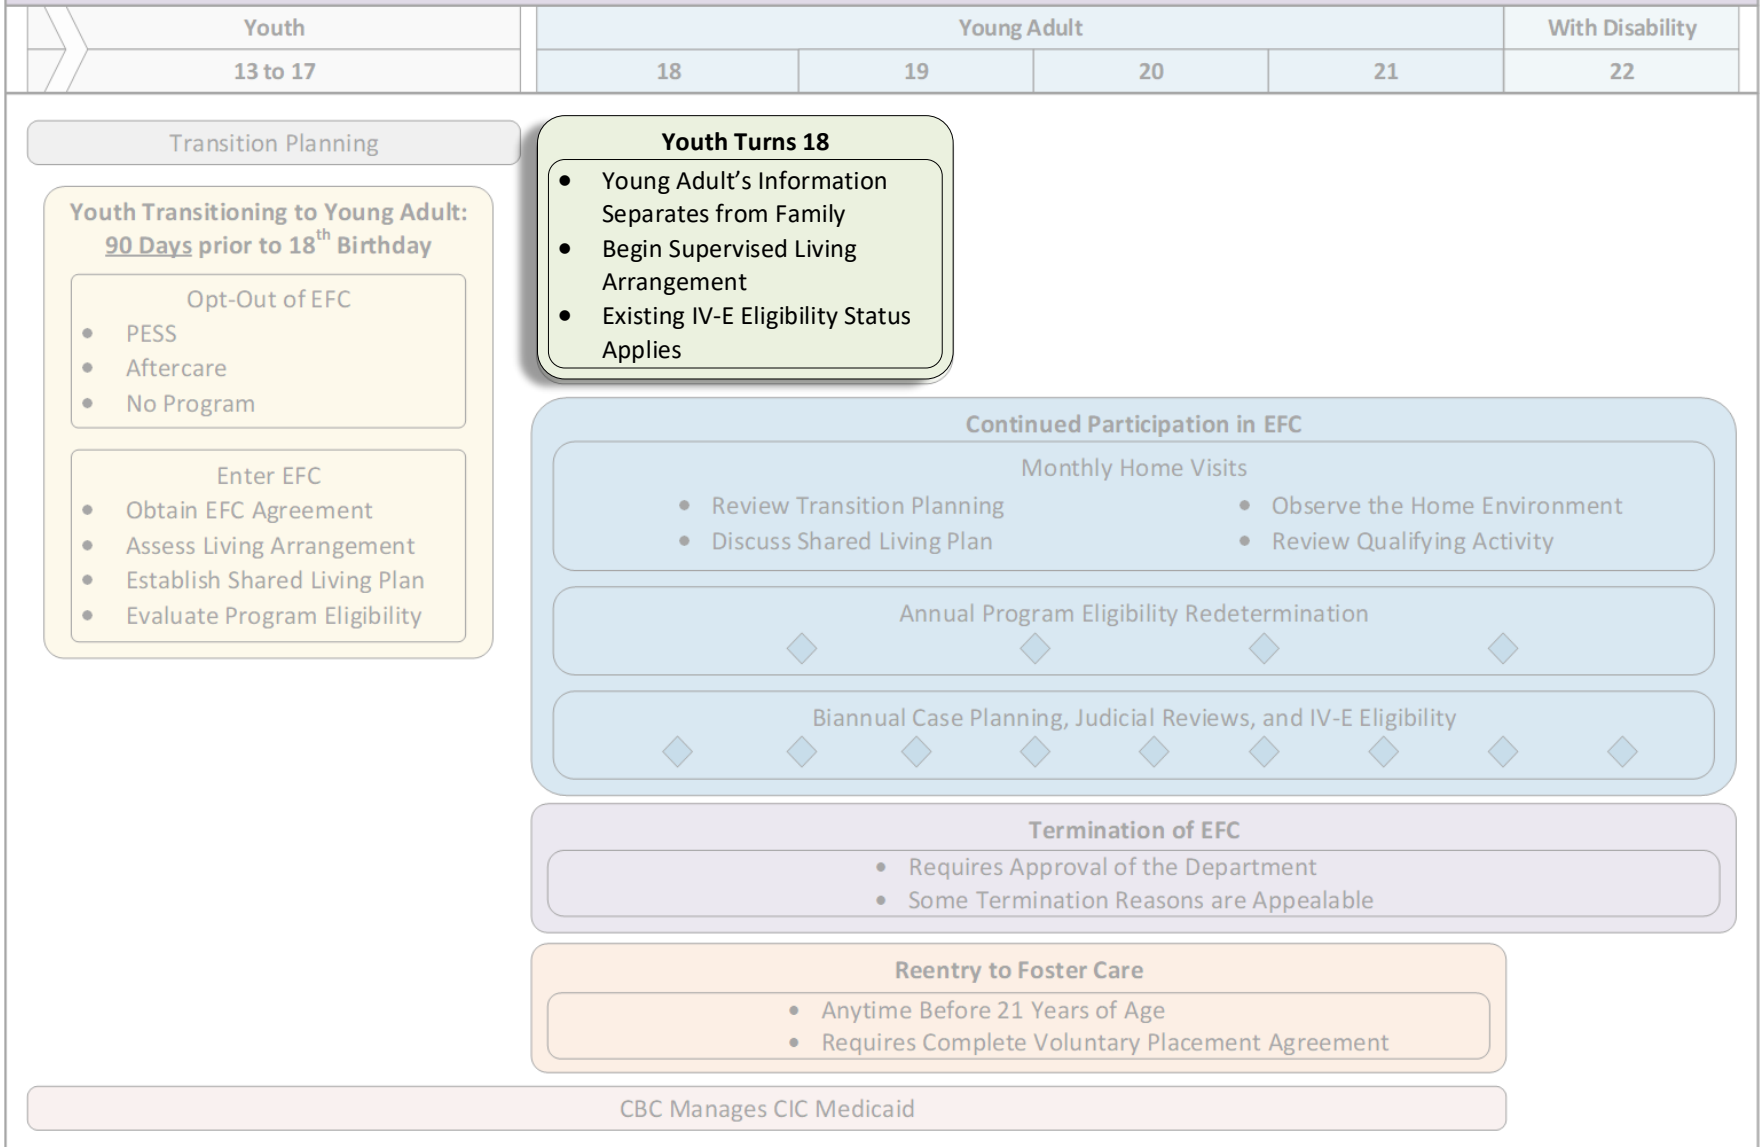 Youth
Young Adult
With Disability
13 to 17
18
19
20
21
22
Transition Planning
Youth Turns 18
• Young Adult’s Information
Separates from Family
• Begin Supervised Living
Arrangement
• Existing IV-E Eligibility Status
Applies
Youth Transitioning to Young Adult:
90 Days prior to 18th Birthday
Opt-Out of EFC
• PESS
• Aftercare
• No Program
Enter EFC
• Obtain EFC Agreement
• Assess Living Arrangement
• Establish Shared Living Plan
• Evaluate Program Eligibility
Continued Participation in EFC
Monthly Home Visits
• Review Transition Planning
• Discuss Shared Living Plan
• Observe the Home Environment
• Review Qualifying Activity
Annual Program Eligibility Redetermination
Biannual Case Planning, Judicial Reviews, and IV-E Eligibility
Termination of EFC
• Requires Approval of the Department
• Some Termination Reasons are Appealable
Reentry to Foster Care
• Anytime Before 21 Years of Age
• Requires Complete Voluntary Placement Agreement
CBC Manages CIC Medicaid